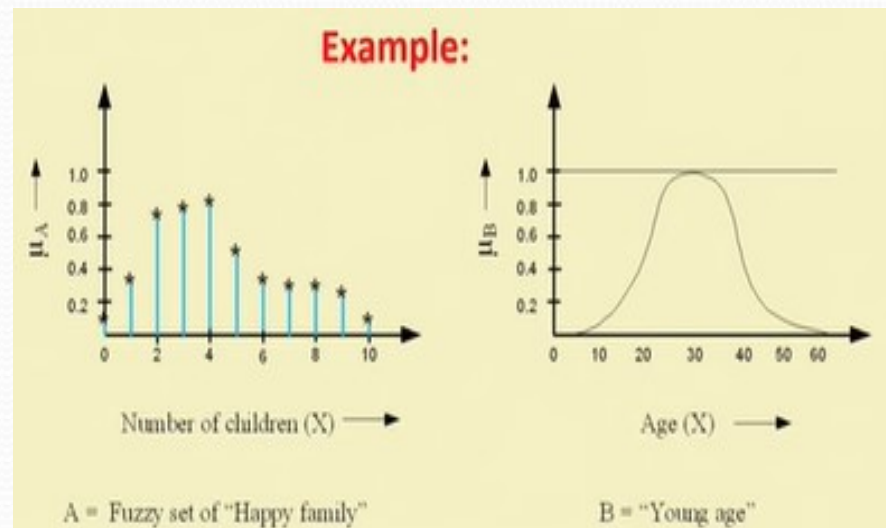 Example:
μA
1.0
0.8
0.6
0.4
0.2
0 2 4 6 8 10
Number of children (X)
A = Fuzzy set of "Happy family"
μB
1.0
0.8
0.6
0.4
0.2
0 10 20 30 40 50 60
Age (X)
B = "Young age"